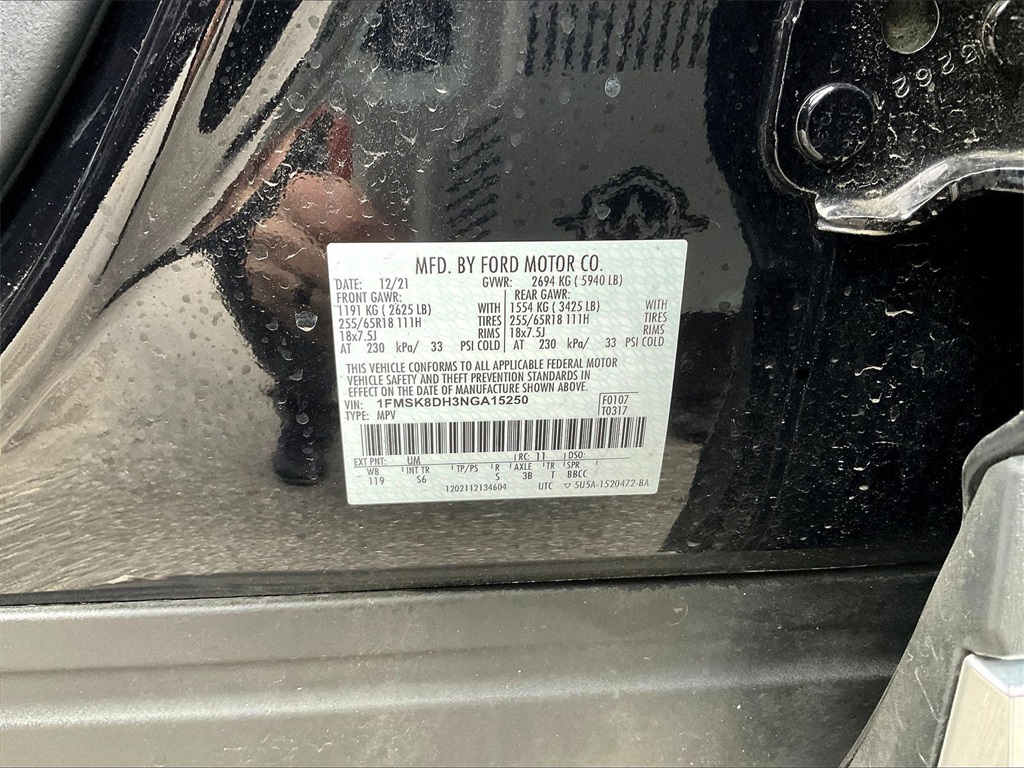 MFD. BY FORD MOTOR CO.
DATE: 12/21 GVWR: 2694 KG ( 5940 LB)
FRONT GAWR: REAR GAWR:
1191 KG ( 2625 LB) WITH 1554 KG ( 3425 LB) WITH
255/65R18 111H TIRES 255/65R18 111H TIRES
18x7.5J RIMS 18x7.5J RIMS
AT 230 kPa/ 33 PSI COLD AT 230 kPa/ 33 PSI COLD
THIS VEHICLE CONFORMS TO ALL APPLICABLE FEDERAL MOTOR
VEHICLE SAFETY AND THEFT PREVENTION STANDARDS IN
EFFECT ON THE DATE OF MANUFACTURE SHOWN ABOVE.
VIN: 1FMSK8DH3NGA15250 F0107
TYPE: MPV T0317
EXT PNT: UM RC: 11 DSO:
WB INT TR TP/PS R AXLE TR SPR
119 S6 S 3B T BBCC
1202112134604 UTC ▽ 5U5A-1520472-BA